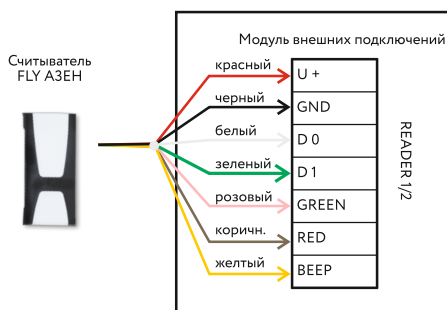 Модуль внешних подключений
Считыватель
FLY A3EH
красный
U +
черный
GND
белый
D 0
зеленый
D 1
розовый
GREEN
коричн.
RED
желтый
BEEP
READER 1/2